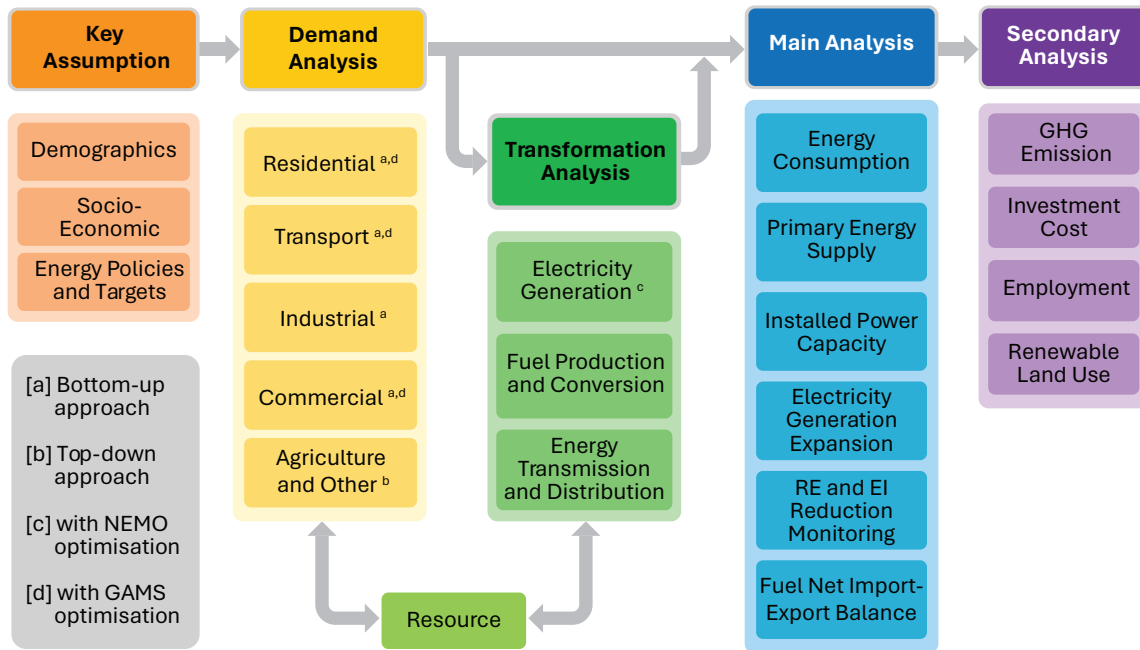 Key
Assumption
Demand
Analysis
Main Analysis
Secondary
Analysis
Transformation
Analysis
Demographics
Socio-
Economic
Energy Policies
and Targets
[a] Bottom-up
approach
[b] Top-down
approach
[c] with NEMO
optimisation
[d] with GAMS
optimisation
Residential a,d
Transport a,d
Industrial a
Commercial a,d
Agriculture
and Other b
Electricity
Generation c
Fuel Production
and Conversion
Energy
Transmission
and Distribution
Resource
Energy
Consumption
Primary Energy
Supply
Installed Power
Capacity
Electricity
Generation
Expansion
RE and EI
Reduction
Monitoring
Fuel Net Import-
Export Balance
GHG
Emission
Investment
Cost
Employment
Renewable
Land Use